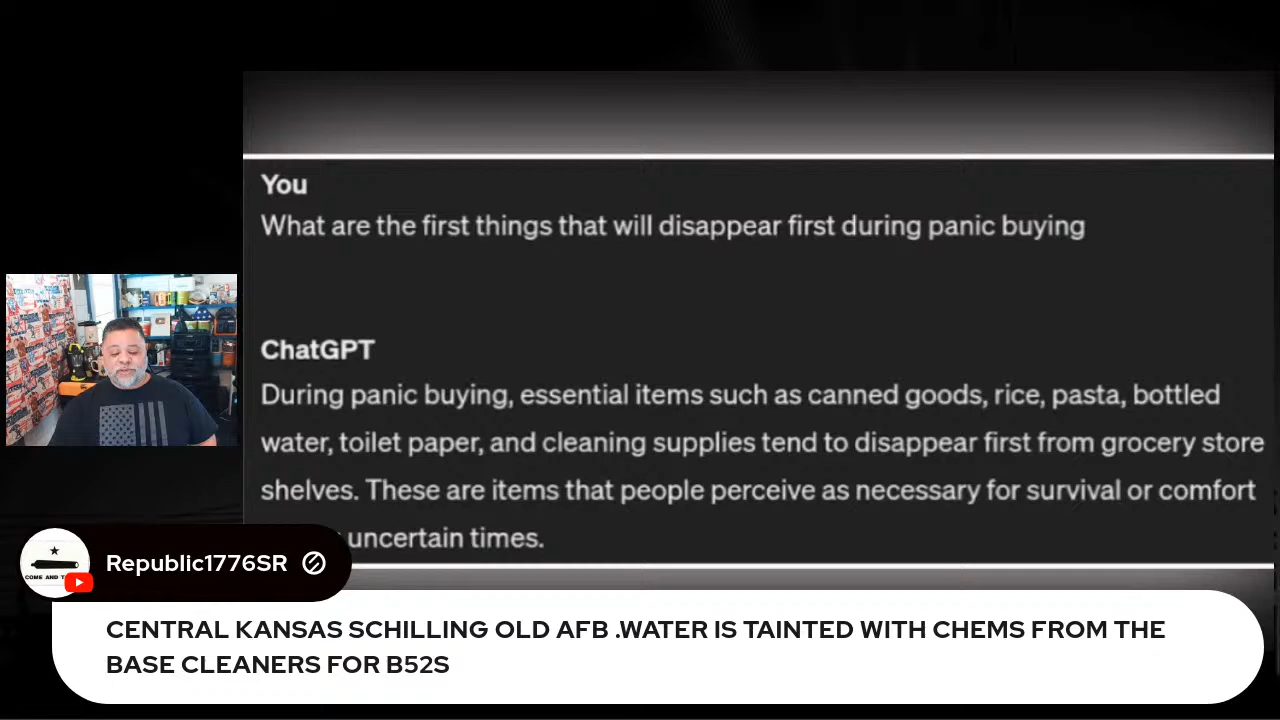 You
What are the first things that will disappear first during panic buying
ChatGPT
During panic buying, essential items such as canned goods, rice, pasta, bottled
water, toilet paper, and cleaning supplies tend to disappear first from grocery store
shelves. These are items that people perceive as necessary for survival or comfort
uncertain times.
COME AND
Republic1776SR
CENTRAL KANSAS SCHILLING OLD AFB .WATER IS TAINTED WITH CHEMS FROM THE
BASE CLEANERS FOR B52S